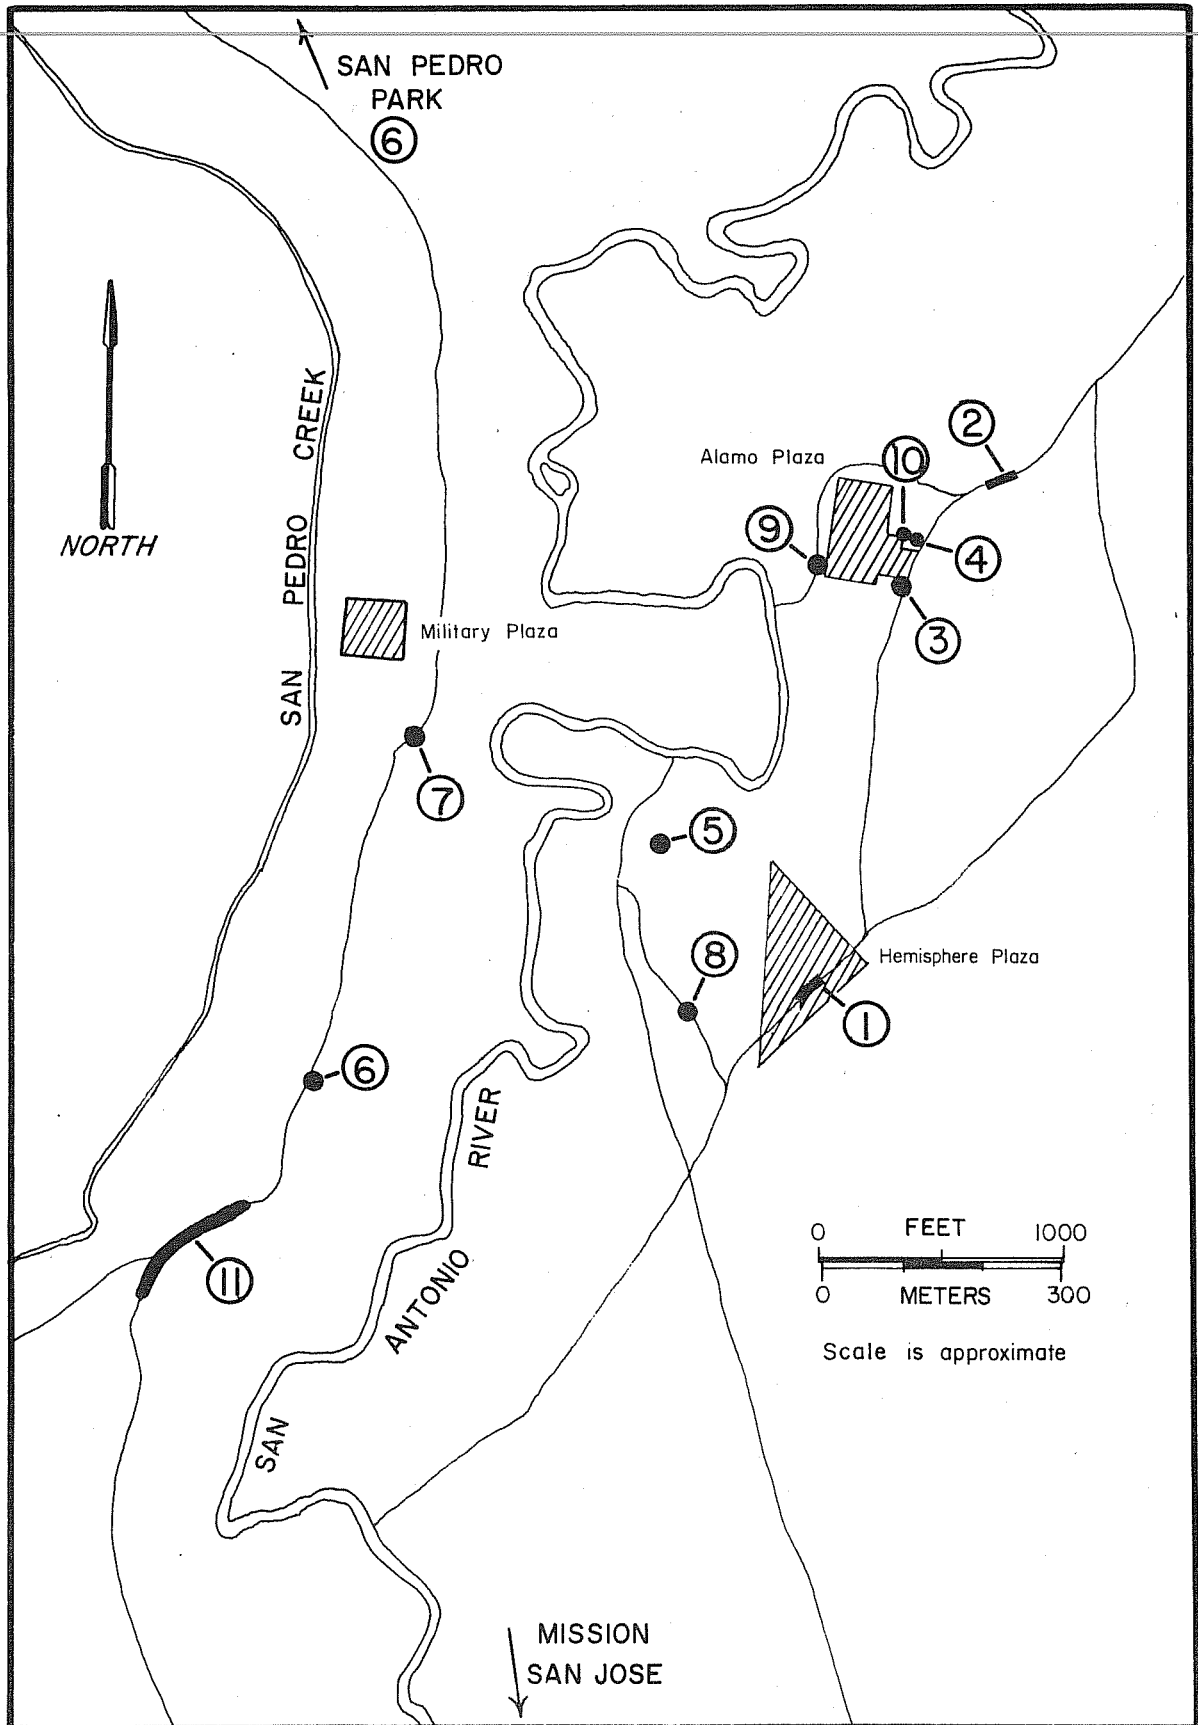 SAN PEDRO
PARK
6
2
Alamo Plaza
10
9
4
3
NORTH
SAN PEDRO CREEK
Military Plaza
7
5
8
Hemisphere Plaza
1
6
11
SAN ANTONIO RIVER
0 FEET 1000
0 METERS 300
Scale is approximate
MISSION
SAN JOSE